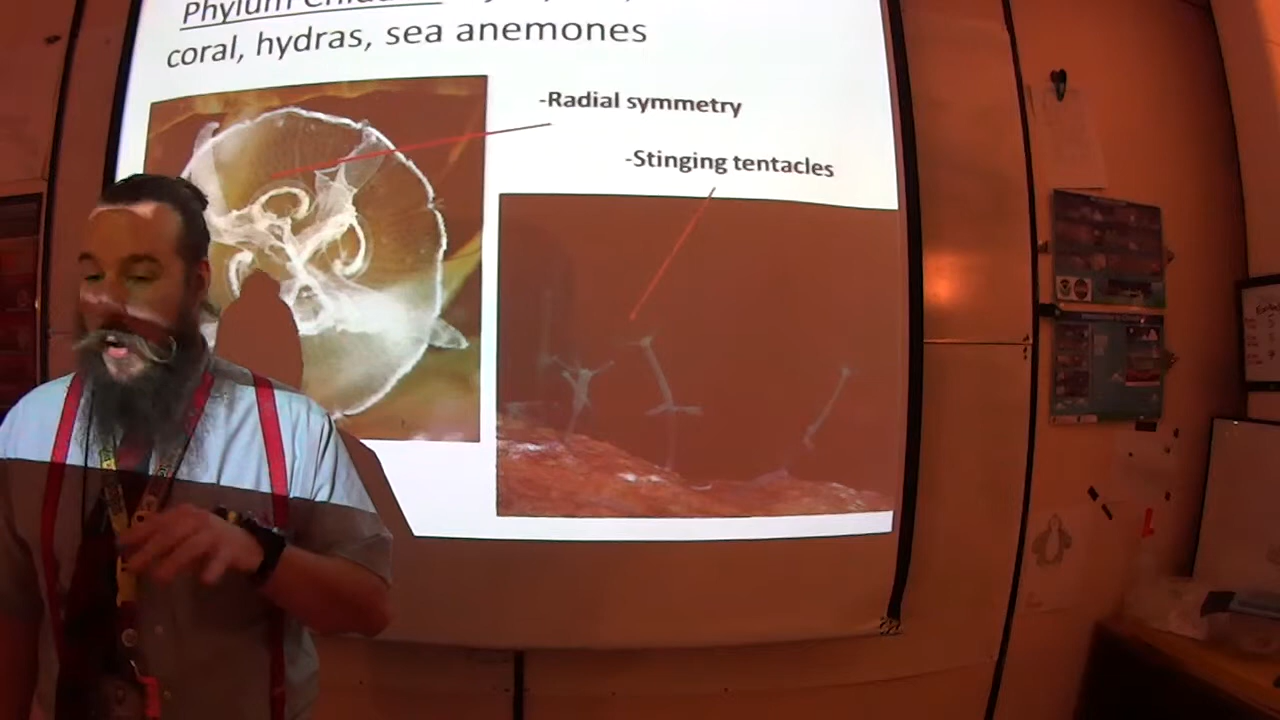 Phylum
coral, hydras, sea anemones
-Radial symmetry
-Stinging tentacles